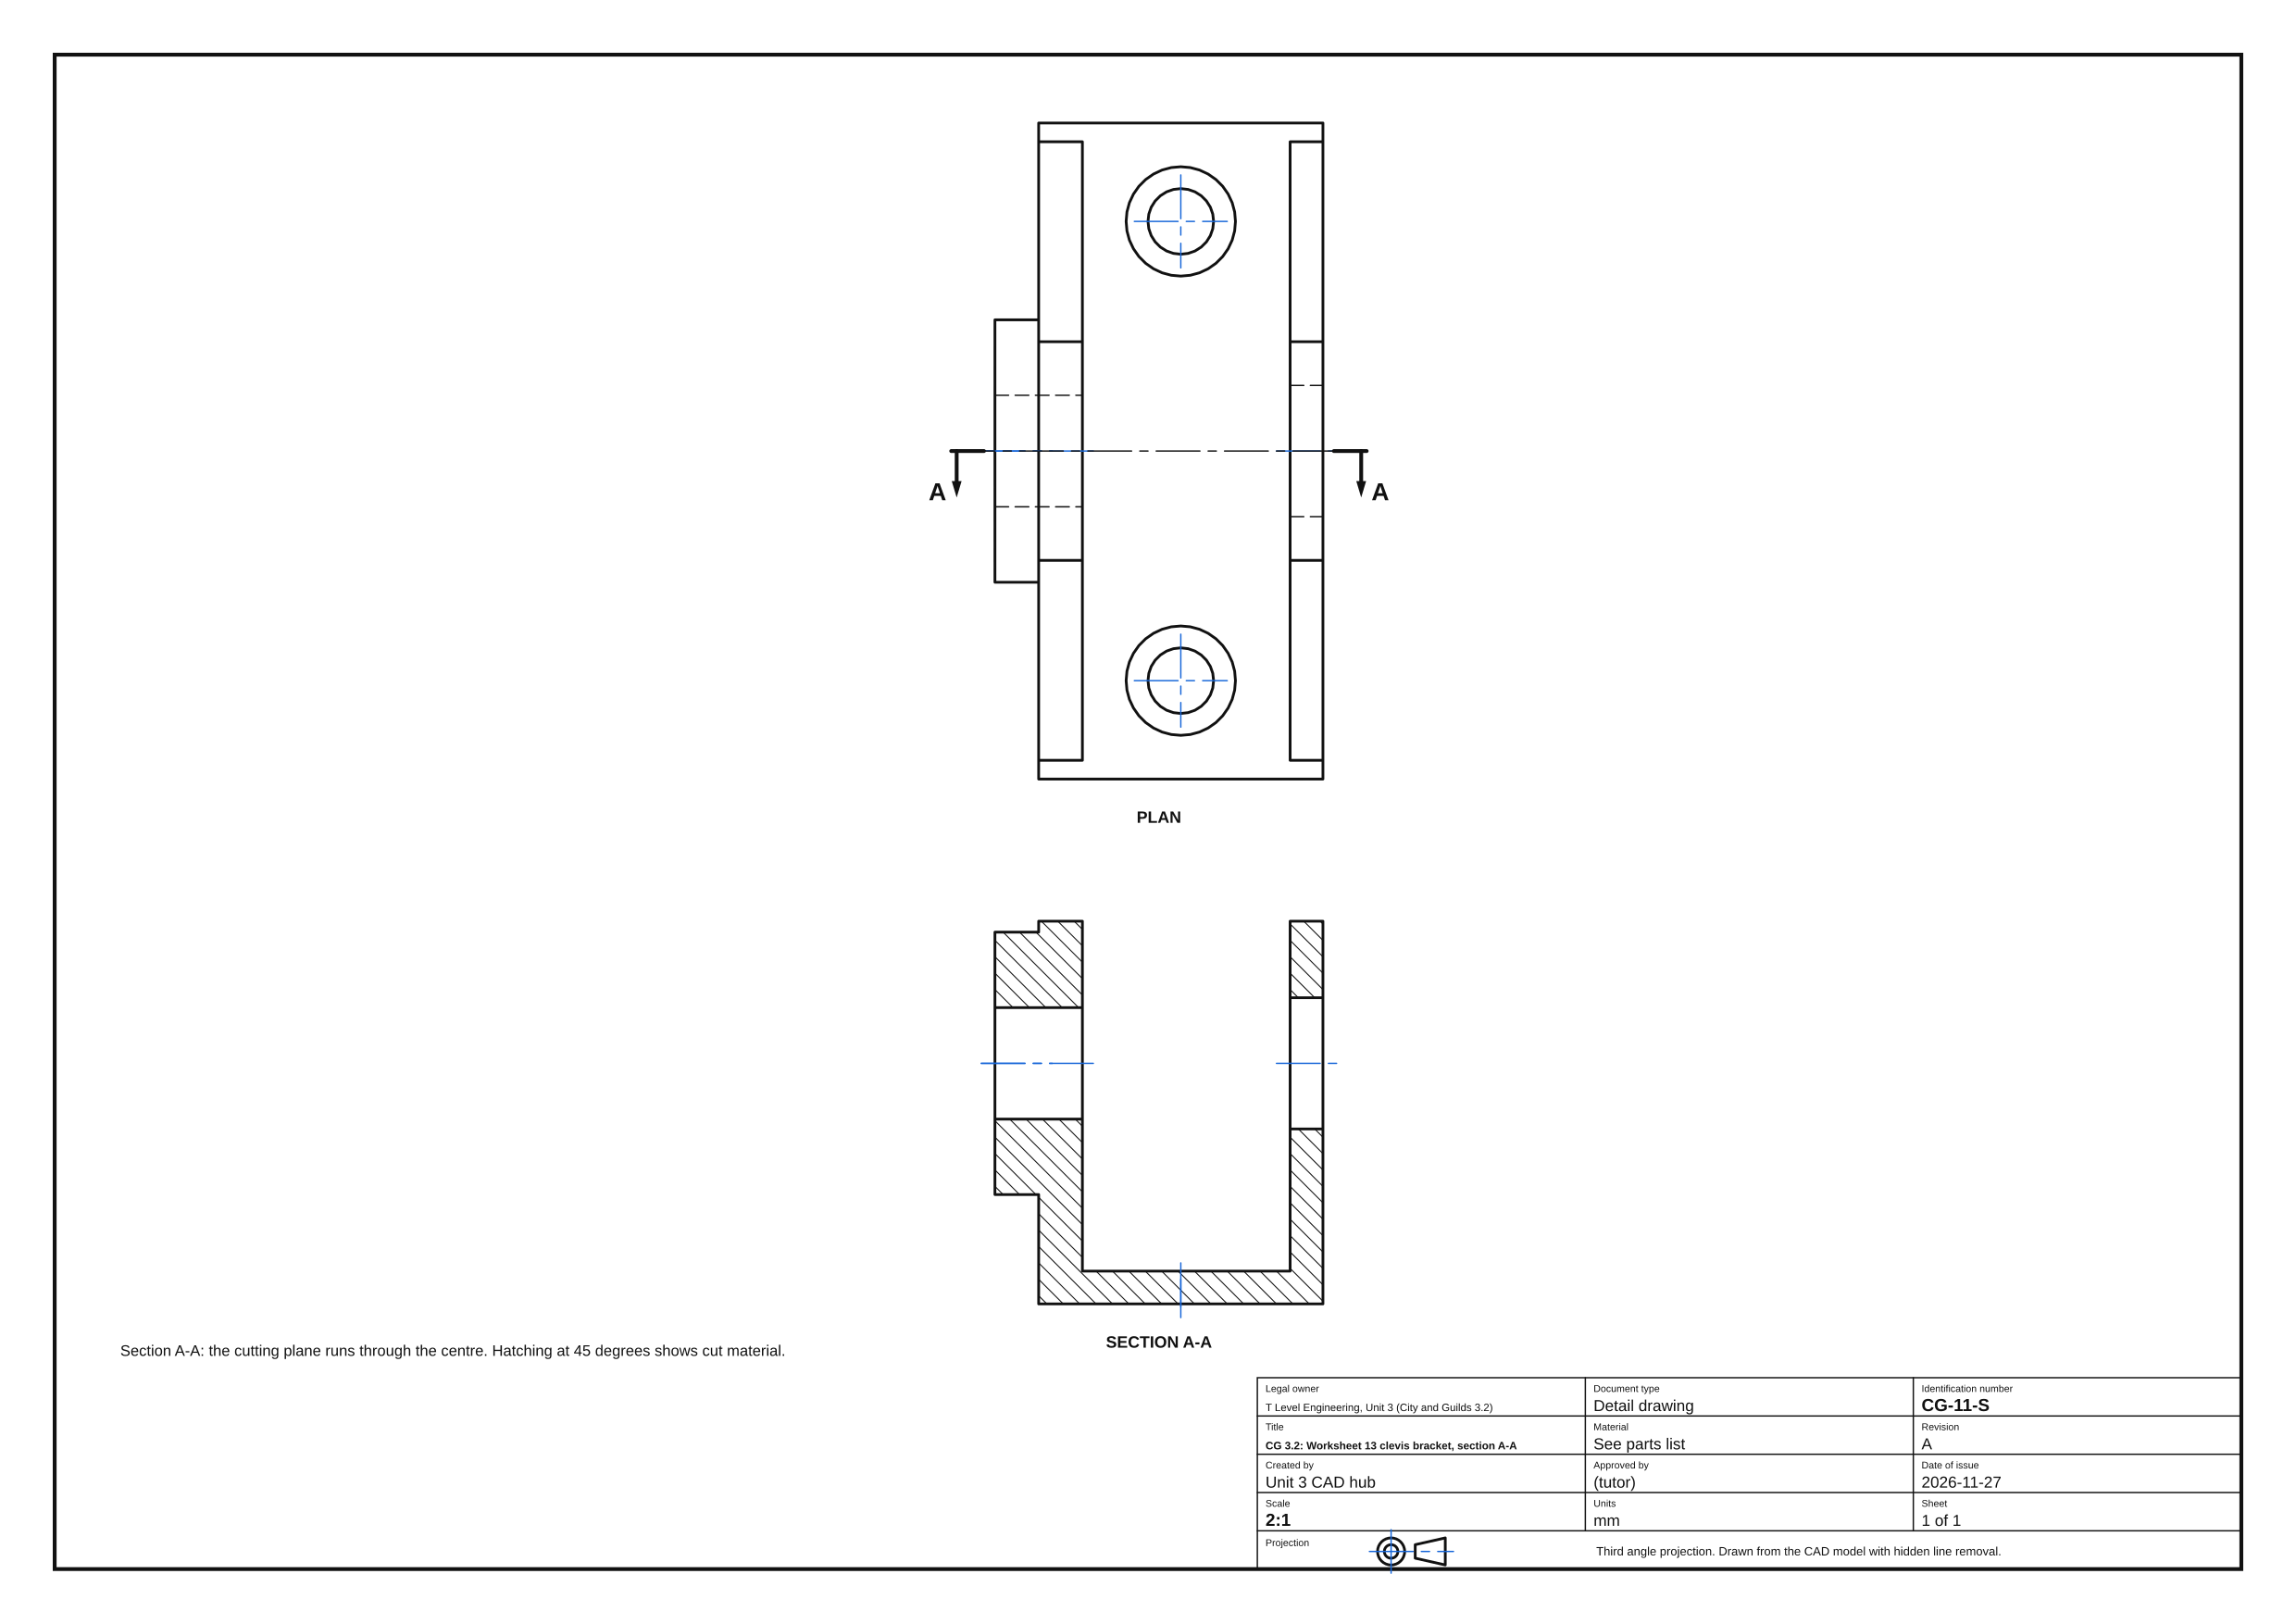 A
A
PLAN
SECTION A-A
Section A-A: the cutting plane runs through the centre. Hatching at 45 degrees shows cut material.
Legal owner
T Level Engineering, Unit 3 (City and Guilds 3.2)
Document type
Detail drawing
Identification number
CG-11-S
Title
CG 3.2: Worksheet 13 clevis bracket, section A-A
Material
See parts list
Revision
A
Created by
Unit 3 CAD hub
Approved by
(tutor)
Date of issue
2026-11-27
Scale
2:1
Units
mm
Sheet
1 of 1
Projection
Third angle projection. Drawn from the CAD model with hidden line removal.